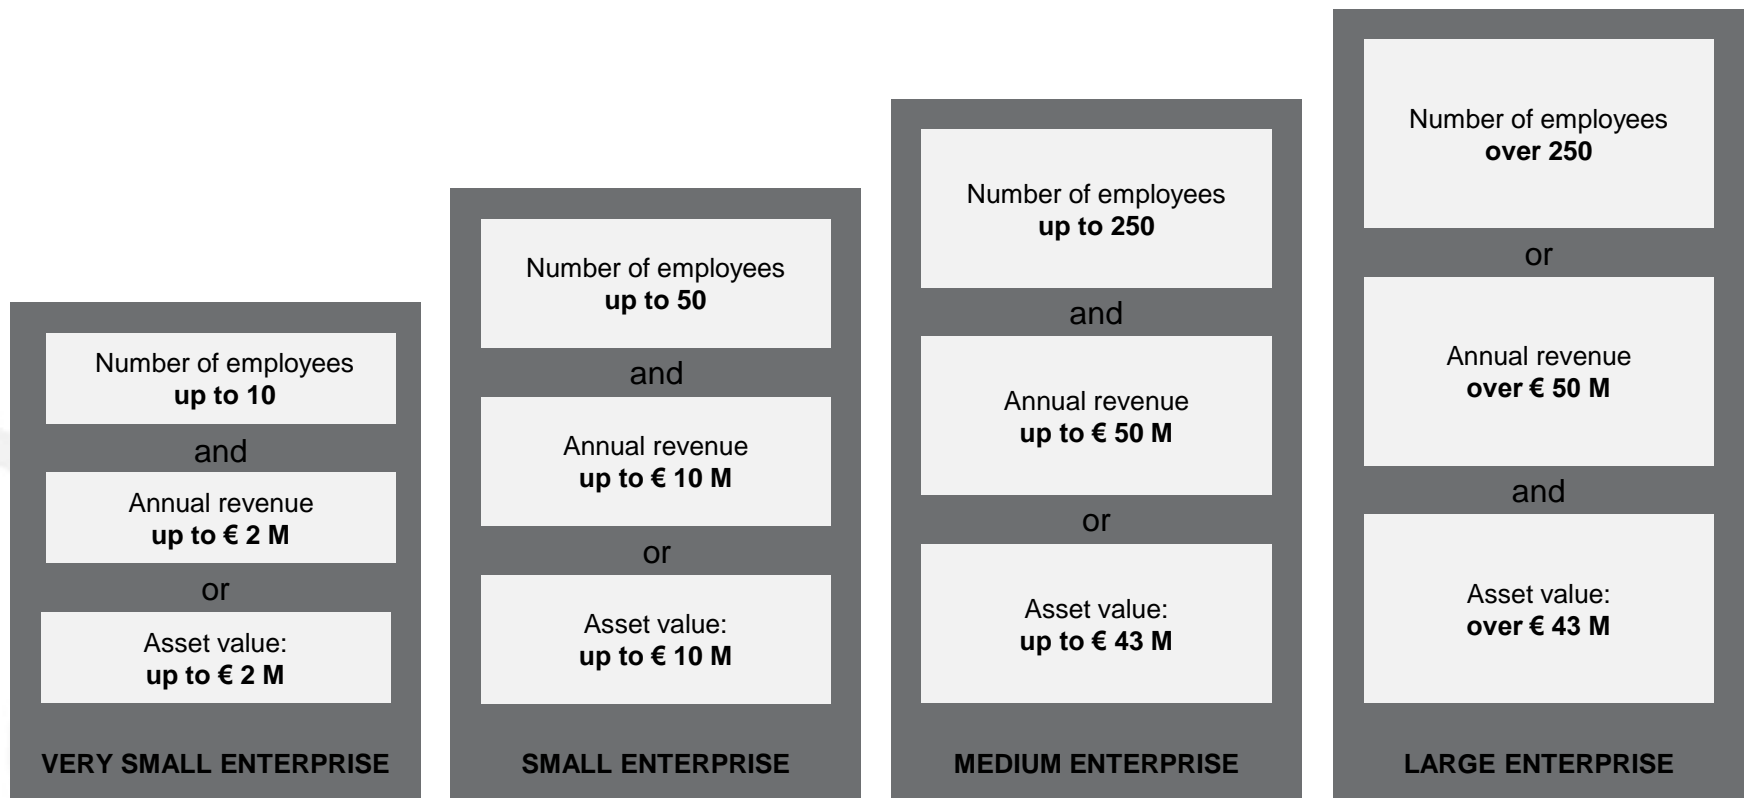 Number of employees
up to 10
and
Annual revenue
up to € 2 M
or
Asset value:
up to € 2 M
VERY SMALL ENTERPRISE
Number of employees
up to 50
and
Annual revenue
up to € 10 M
or
Asset value:
up to € 10 M
SMALL ENTERPRISE
Number of employees
up to 250
and
Annual revenue
up to € 50 M
or
Asset value:
up to € 43 M
MEDIUM ENTERPRISE
Number of employees
over 250
or
Annual revenue
over € 50 M
and
Asset value:
over € 43 M
LARGE ENTERPRISE